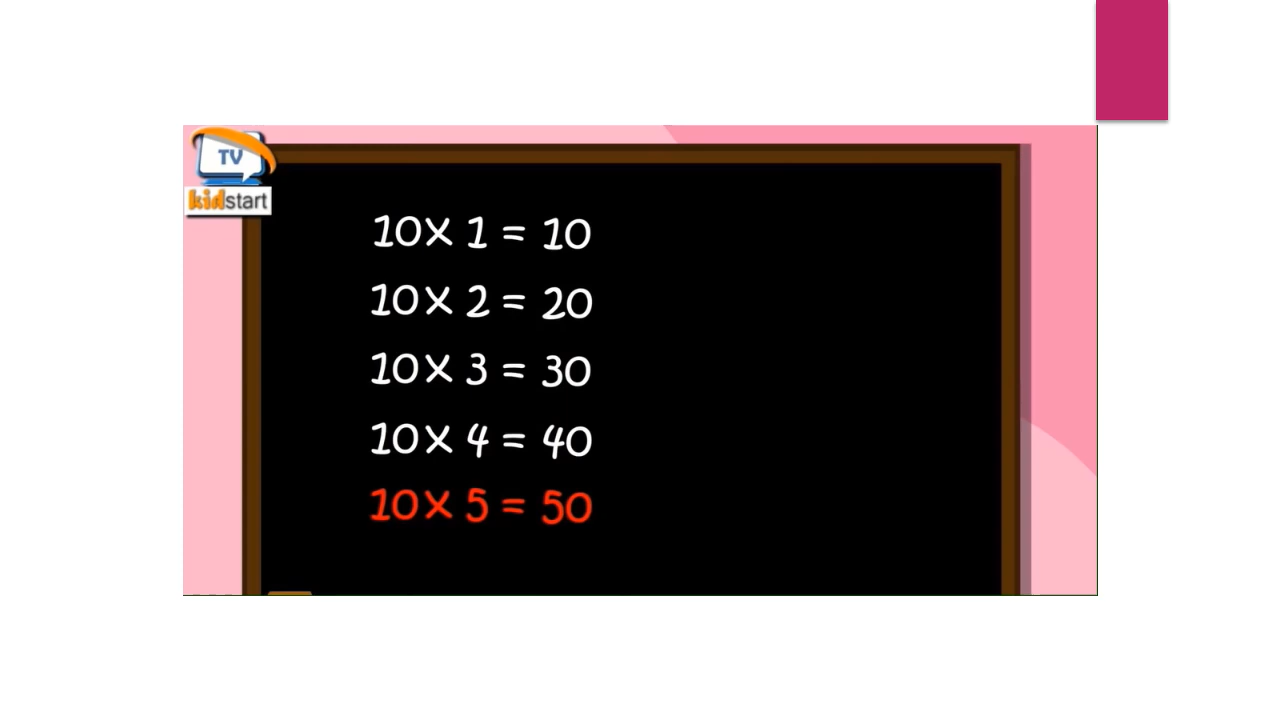 TV
kidstart
10 x 1 = 10
10 x 2 = 20
10 x 3 = 30
10 x 4 = 40
10 x 5 = 50